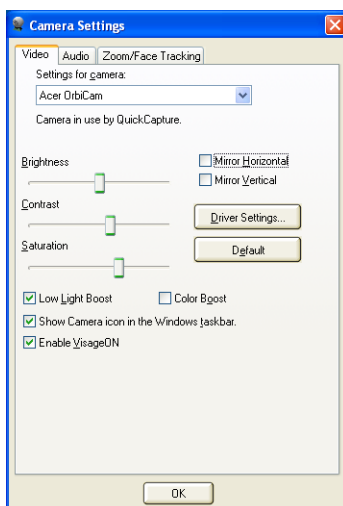 Camera Settings
Video Audio Zoom/Face Tracking
Settings for camera:
Acer OrbiCam
Camera in use by QuickCapture.
Brightness
Mirror Horizontal
Mirror Vertical
Contrast
Driver Settings...
Saturation
Default
Low Light Boost Color Boost
Show Camera icon in the Windows taskbar.
Enable VisageON
OK